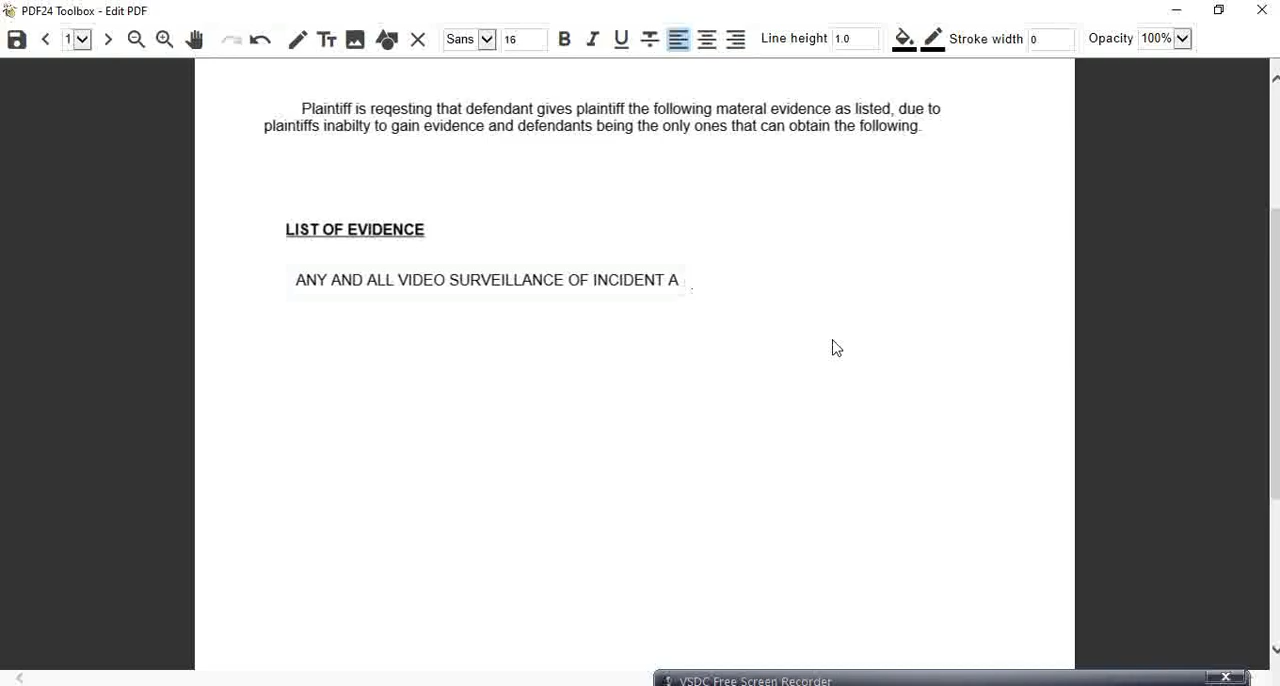 PDF24 Toolbox - Edit PDF
1 Sans 16 B I U T Line height 1.0 Stroke width 0 Opacity 100%
Plaintiff is reqesting that defendant gives plaintiff the following materal evidence as listed, due to
plaintiffs inabilty to gain evidence and defendants being the only ones that can obtain the following.
LIST OF EVIDENCE
ANY AND ALL VIDEO SURVEILLANCE OF INCIDENT A .
VSDC Free Screen Recorder